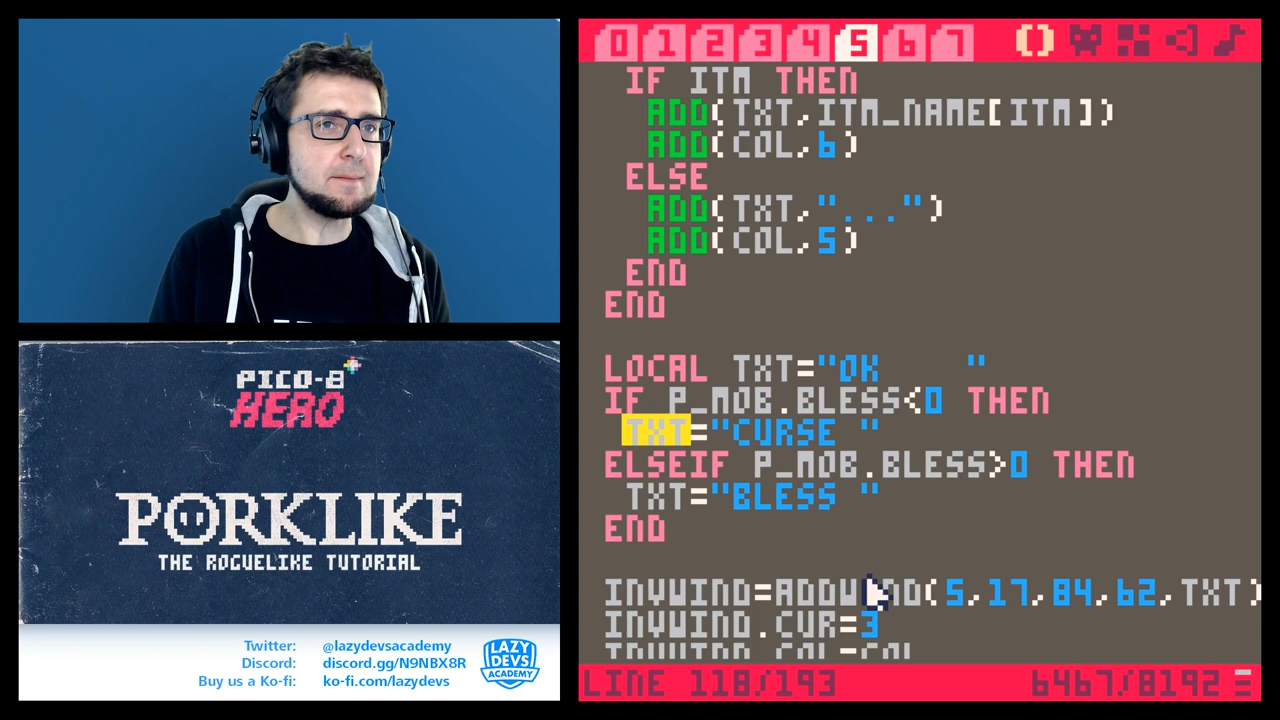 PICO-8
HERO
PORKLIKE
THE ROGUELIKE TUTORIAL
Twitter: @lazydevsacademy
Discord: discord.gg/N9NBX8R
Buy us a Ko-fi: ko-fi.com/lazydevs
LAZY
DEVS
ACADEMY
0 1 2 3 4 5 6 7 ()
IF ITM THEN
ADD(TXT,ITM_NAME[ITM])
ADD(COL,6)
ELSE
ADD(TXT,"...")
ADD(COL,5)
END
END
LOCAL TXT="OK    "
IF P_MOB.BLESS<0 THEN
TXT="CURSE "
ELSEIF P_MOB.BLESS>0 THEN
TXT="BLESS "
END
INVWIND=ADDWIND(5,17,84,62,TXT)
INVWIND.CUR=3
INVWIND.COL=COL
LINE 118/193 6467/8192